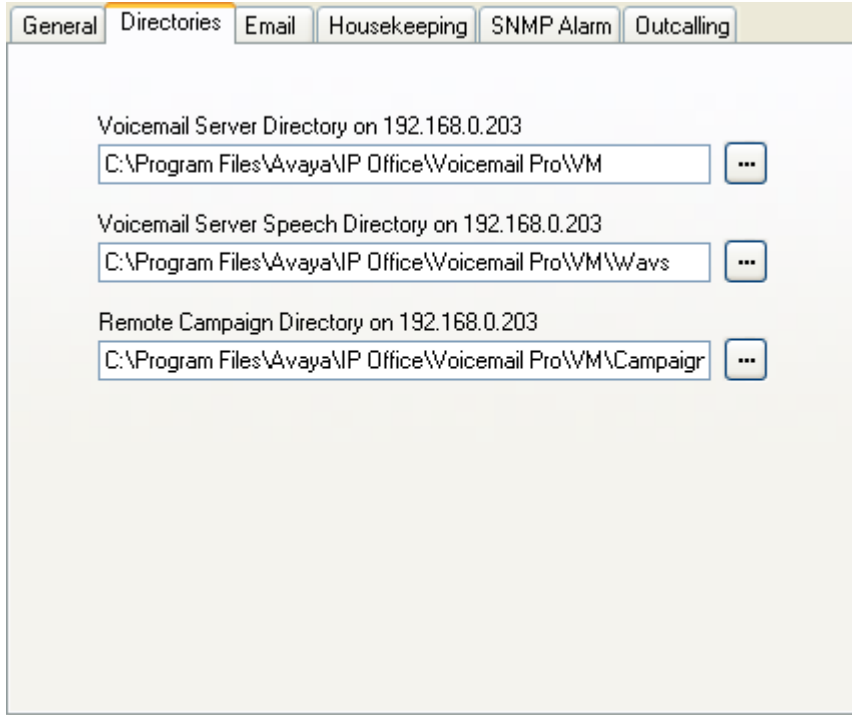 General Directories Email Housekeeping SNMP Alarm Outcalling
Voicemail Server Directory on 192.168.0.203
C:\Program Files\Avaya\IP Office\Voicemail Pro\VM
...
Voicemail Server Speech Directory on 192.168.0.203
C:\Program Files\Avaya\IP Office\Voicemail Pro\VM\Wavs
...
Remote Campaign Directory on 192.168.0.203
C:\Program Files\Avaya\IP Office\Voicemail Pro\VM\Campaign
...